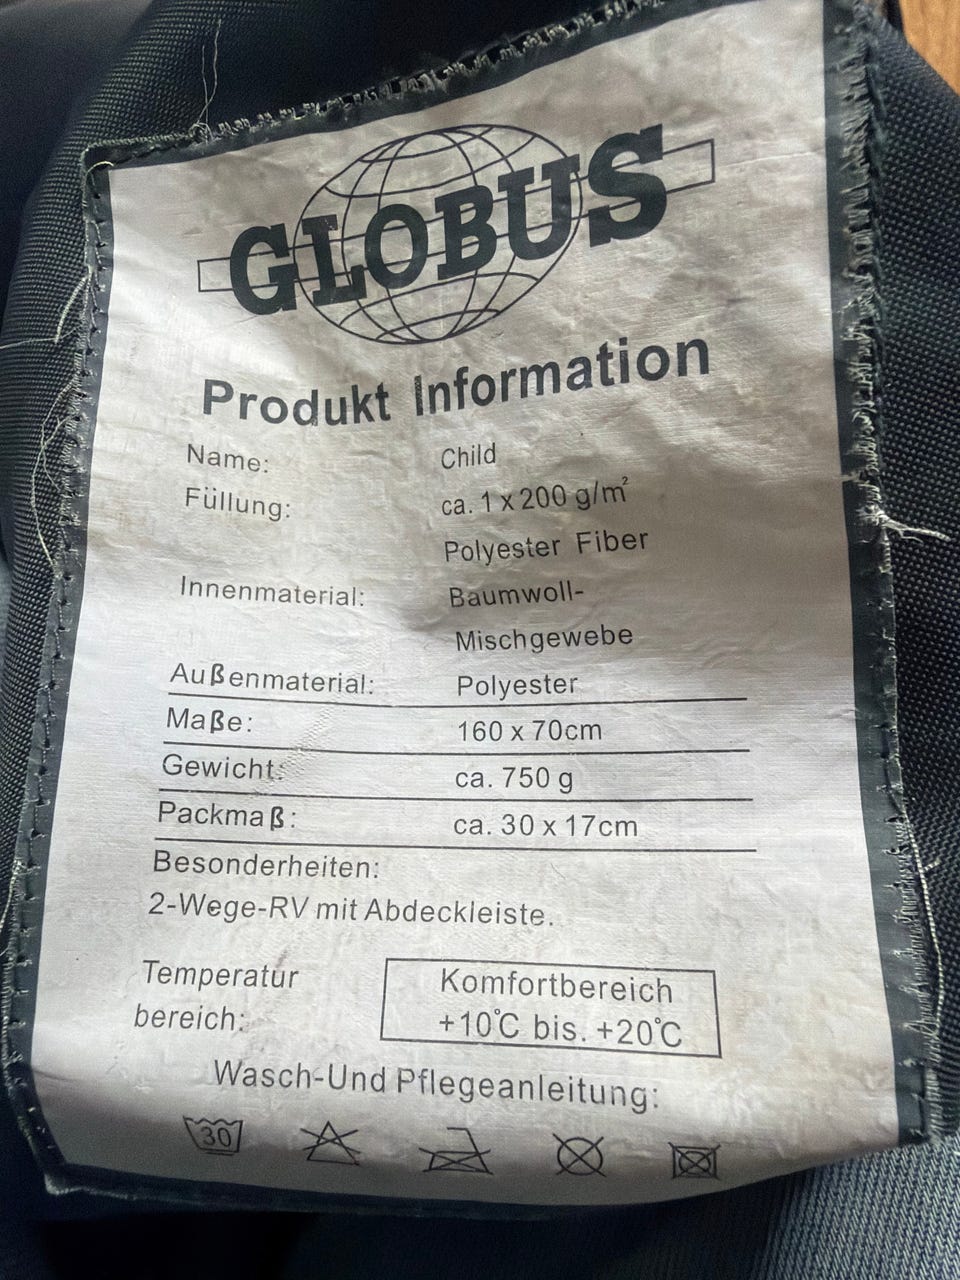 GLOBUS
Produkt Information
Name: Child
Füllung: ca. 1 x 200 g/m²
Polyester Fiber
Innenmaterial: Baumwoll-
Mischgewebe
Außenmaterial: Polyester
Maße: 160 x 70cm
Gewicht: ca. 750 g
Packmaß: ca. 30 x 17cm
Besonderheiten:
2-Wege-RV mit Abdeckleiste.
Temperatur Komfortbereich
bereich: +10°C bis. +20°C
Wasch-Und Pflegeanleitung:
30